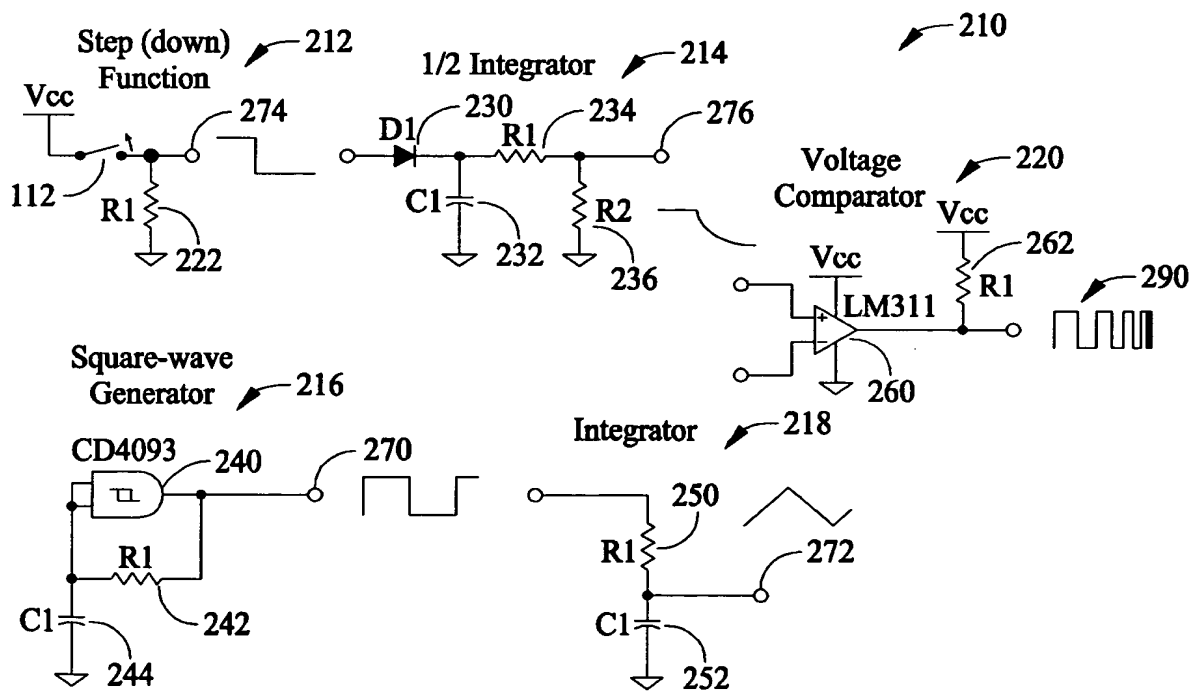 210
Step (down)
Function
212
1/2 Integrator
214
Vcc
274
230
234
276
D1
R1
112
R1
222
C1
232
R2
236
Voltage
Comparator
220
Vcc
262
R1
Vcc
LM311
+
−
260
290
Square-wave
Generator
216
CD4093
240
270
R1
242
C1
244
Integrator
218
250
R1
272
C1
252